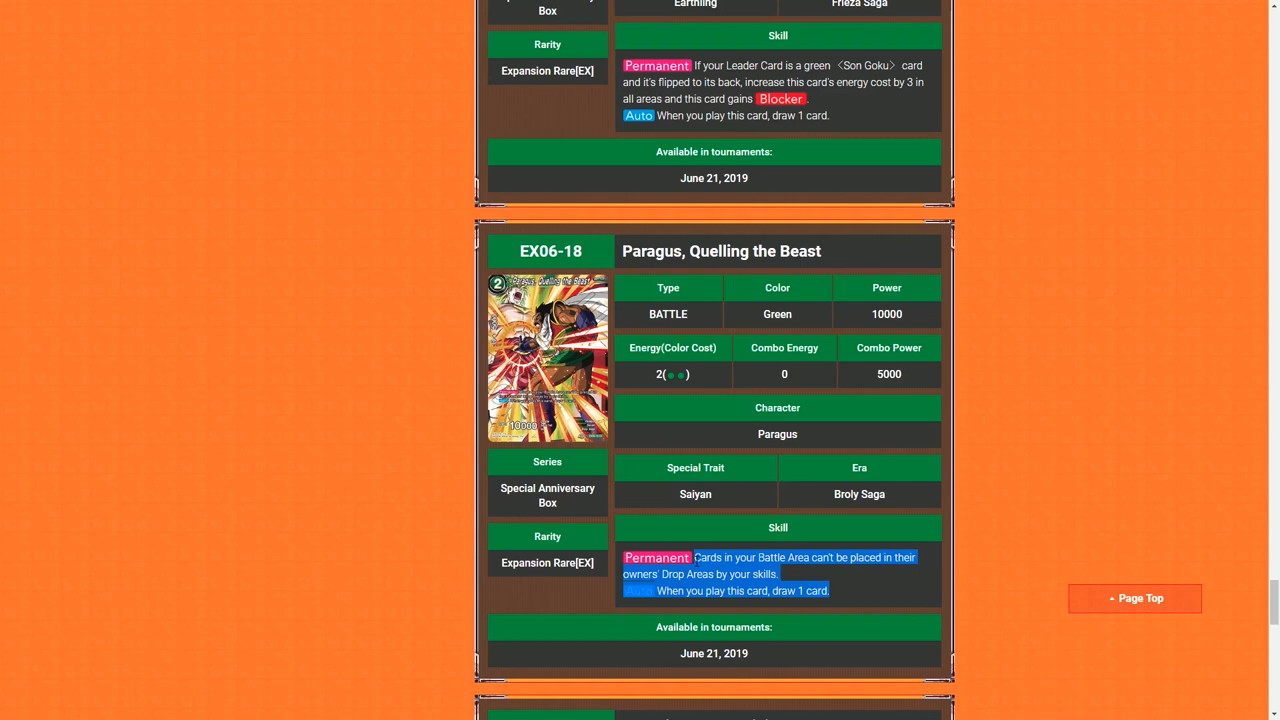 Box
Earthling
Frieza Saga
Rarity
Expansion Rare[EX]
Skill
Permanent If your Leader Card is a green 〈Son Goku〉 card
and it's flipped to its back, increase this card's energy cost by 3 in
all areas and this card gains Blocker .
Auto When you play this card, draw 1 card.
Available in tournaments:
June 21, 2019
EX06-18
Paragus, Quelling the Beast
2
Paragus, Quelling the Beast
10000
Type
Color
Power
BATTLE
Green
10000
Energy(Color Cost)
Combo Energy
Combo Power
2(●●)
0
5000
Character
Paragus
Series
Special Anniversary
Box
Special Trait
Era
Saiyan
Broly Saga
Rarity
Expansion Rare[EX]
Skill
Permanent Cards in your Battle Area can't be placed in their
owners' Drop Areas by your skills.
Auto When you play this card, draw 1 card.
Available in tournaments:
June 21, 2019
Page Top